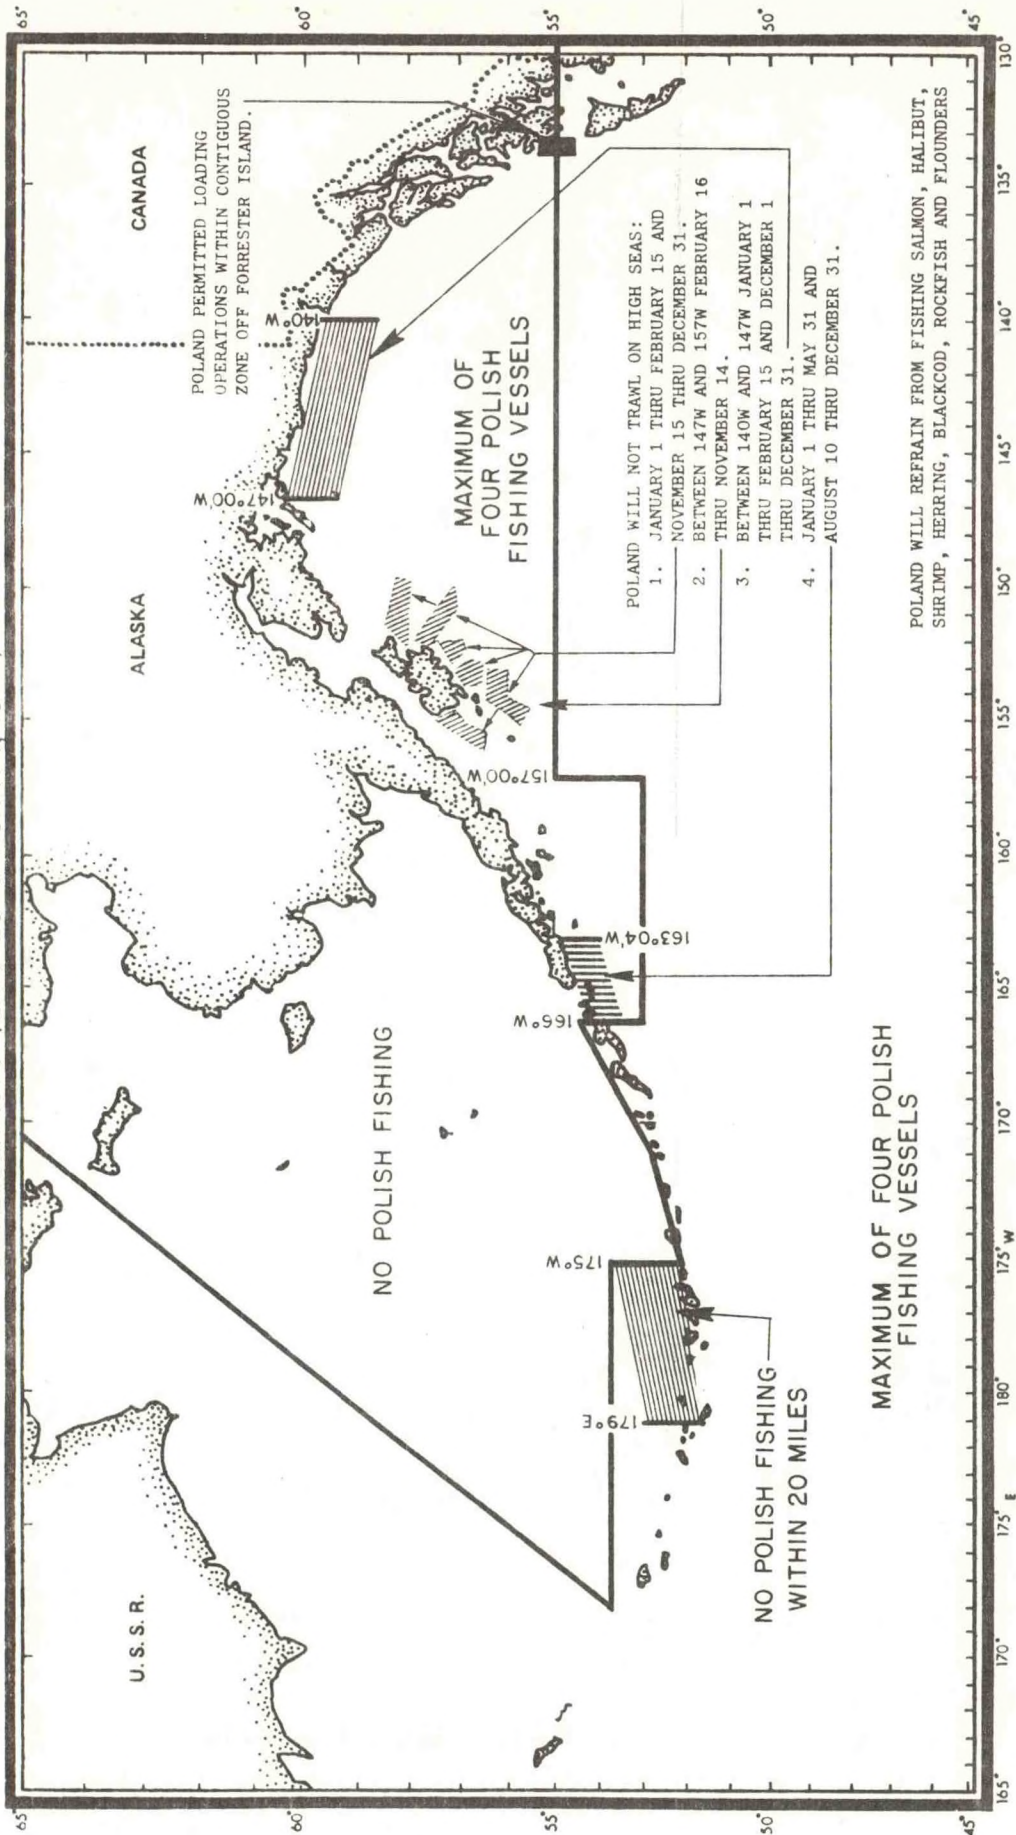 65°
60°
55°
50°
45°
U.S.S.R.
ALASKA
CANADA
POLAND PERMITTED LOADING
OPERATIONS WITHIN CONTIGUOUS
ZONE OFF FORRESTER ISLAND.
140°W
147°00'W
NO POLISH FISHING
MAXIMUM OF
FOUR POLISH
FISHING VESSELS
157°00'W
163°04'W
166°W
175°W
179°E
POLAND WILL NOT TRAWL ON HIGH SEAS:
1. JANUARY 1 THRU FEBRUARY 15 AND
NOVEMBER 15 THRU DECEMBER 31.
2. BETWEEN 147W AND 157W FEBRUARY 16
THRU NOVEMBER 14.
3. BETWEEN 140W AND 147W JANUARY 1
THRU FEBRUARY 15 AND DECEMBER 1
THRU DECEMBER 31.
4. JANUARY 1 THRU MAY 31 AND
AUGUST 10 THRU DECEMBER 31.
NO POLISH FISHING
WITHIN 20 MILES
MAXIMUM OF FOUR POLISH
FISHING VESSELS
POLAND WILL REFRAIN FROM FISHING SALMON, HALIBUT,
SHRIMP, HERRING, BLACKCOD, ROCKFISH AND FLOUNDERS
65°
60°
55°
50°
45°
165°
170°
175°
E
180°
175°
W
170°
165°
160°
155°
150°
145°
140°
135°
130°